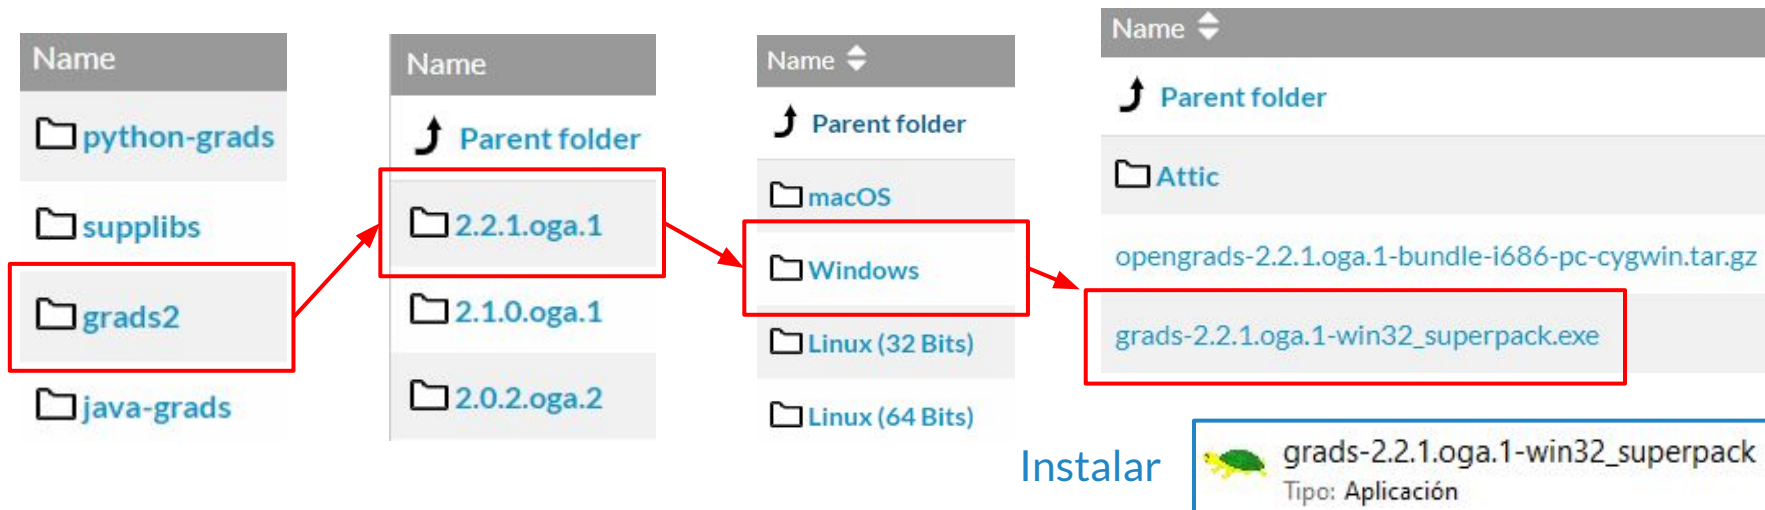 Name
python-grads
supplibs
grads2
java-grads
Name
Parent folder
2.2.1.oga.1
2.1.0.oga.1
2.0.2.oga.2
Name
Parent folder
macOS
Windows
Linux (32 Bits)
Linux (64 Bits)
Name
Parent folder
Attic
opengrads-2.2.1.oga.1-bundle-i686-pc-cygwin.tar.gz
grads-2.2.1.oga.1-win32_superpack.exe
Instalar
grads-2.2.1.oga.1-win32_superpack
Tipo: Aplicación